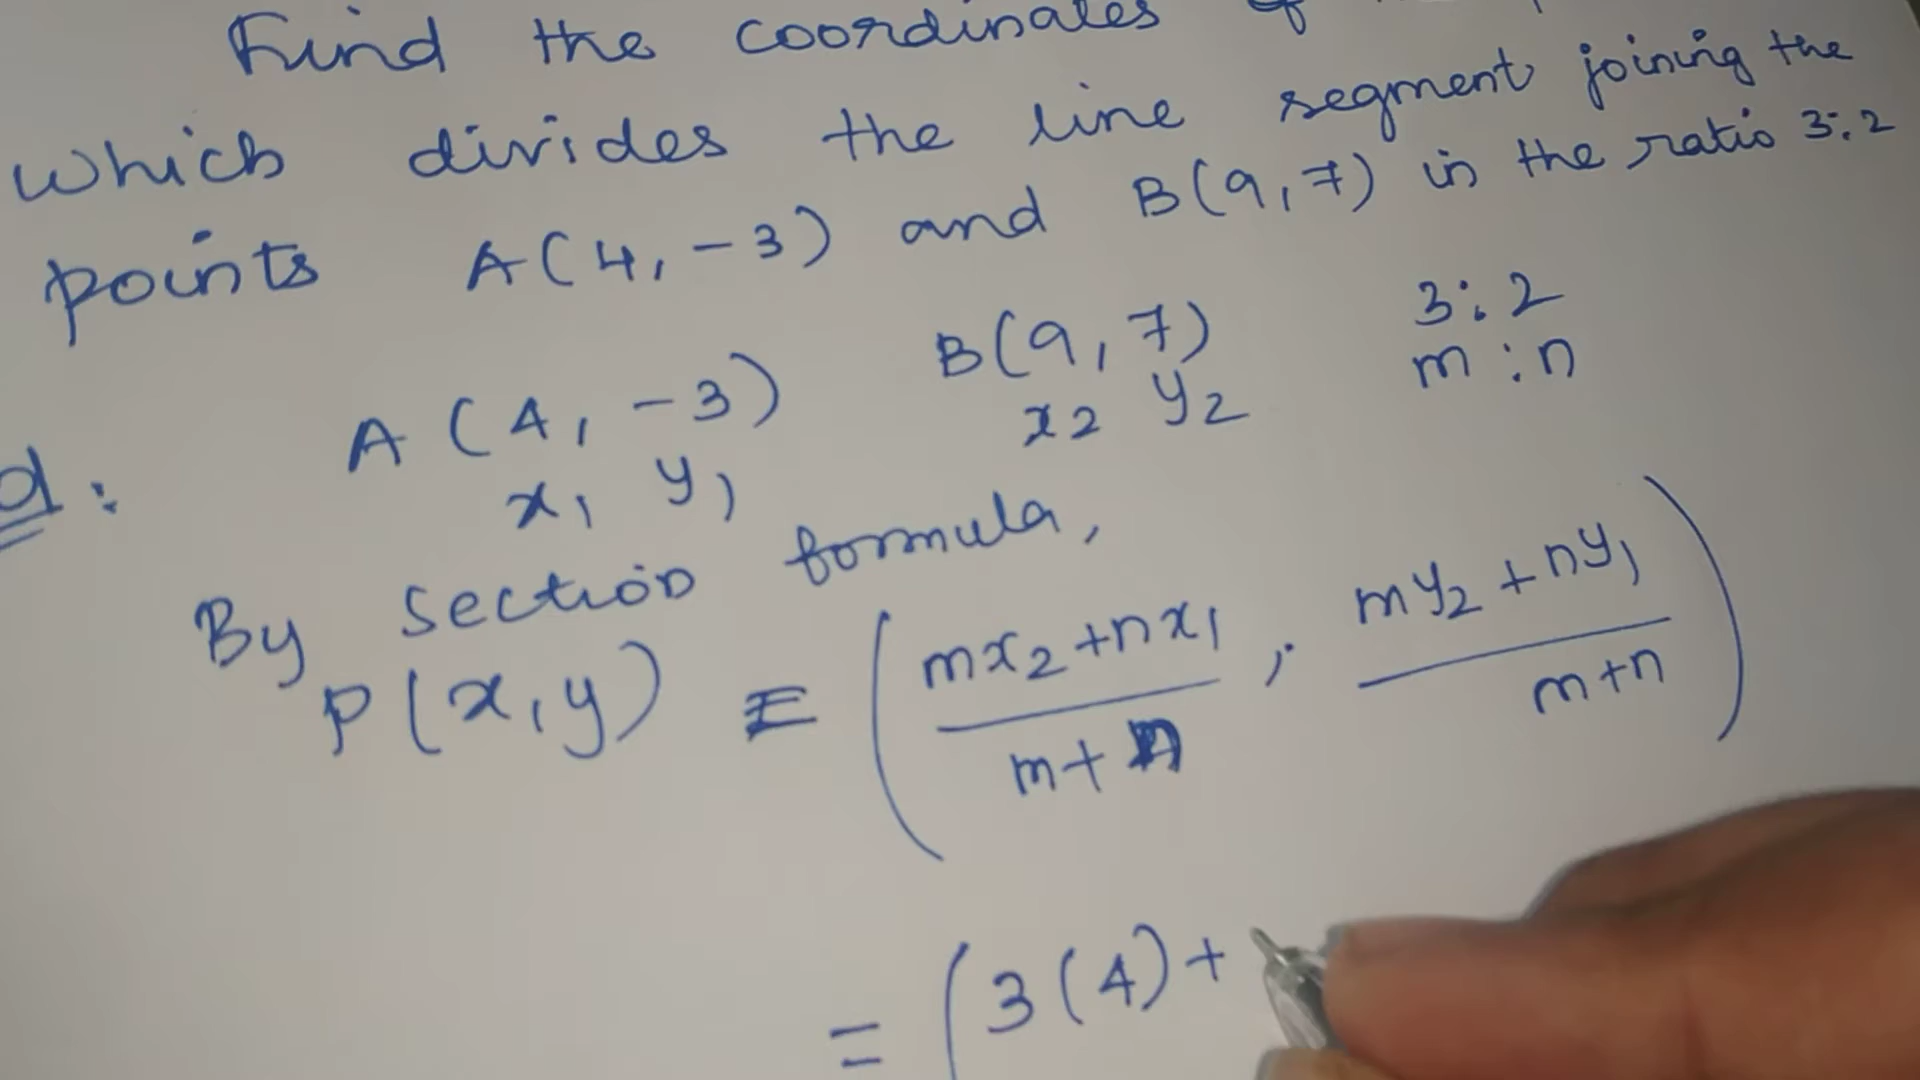 Find the coordinates of
which divides the line segment joining the
points A(4, -3) and B(9, 7) in the ratio 3:2
A (4, -3) B(9, 7) 3:2
x1 y1 x2 y2 m:n
By section formula,
P(x, y) = ( mx2+nx1 / m+n , my2+ny1 / m+n )
= ( 3(4)+